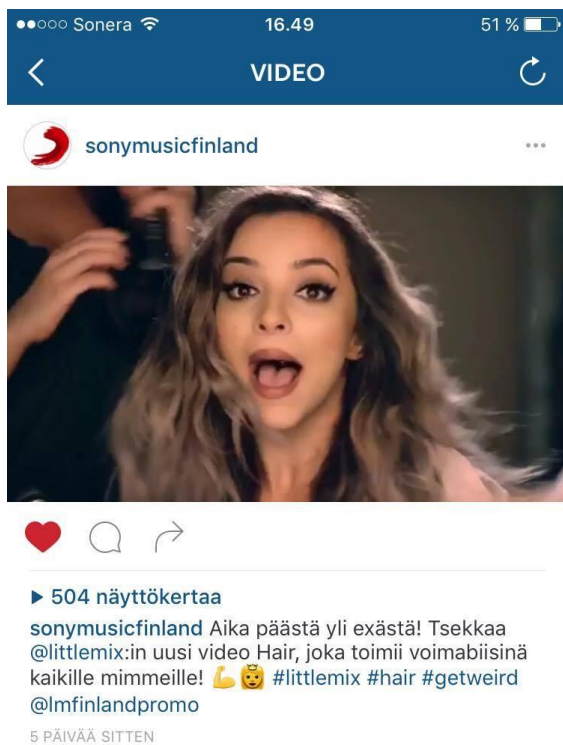 ●●○○○ Sonera 16.49 51 %
VIDEO
sonymusicfinland
504 näyttökertaa
sonymusicfinland Aika päästä yli exästä! Tsekkaa
@littlemix:in uusi video Hair, joka toimii voimabiisinä
kaikille mimmeille! 💪👸 #littlemix #hair #getweird
@lmfinlandpromo
5 PÄIVÄÄ SITTEN